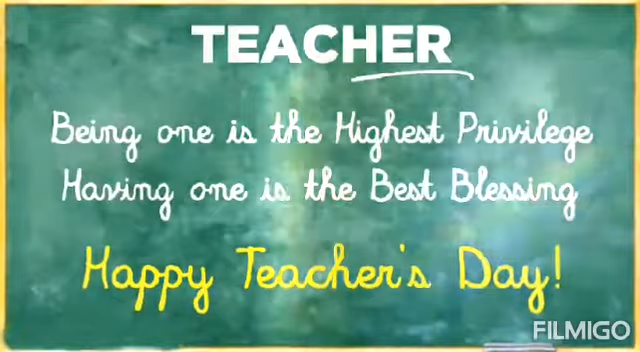 TEACHER
Being one is the Highest Privilege
Having one is the Best Blessing
Happy Teacher's Day!
FILMIGO